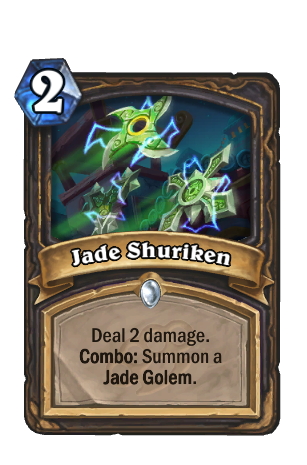 2
Jade Shuriken
Deal 2 damage.
Combo: Summon a
Jade Golem.